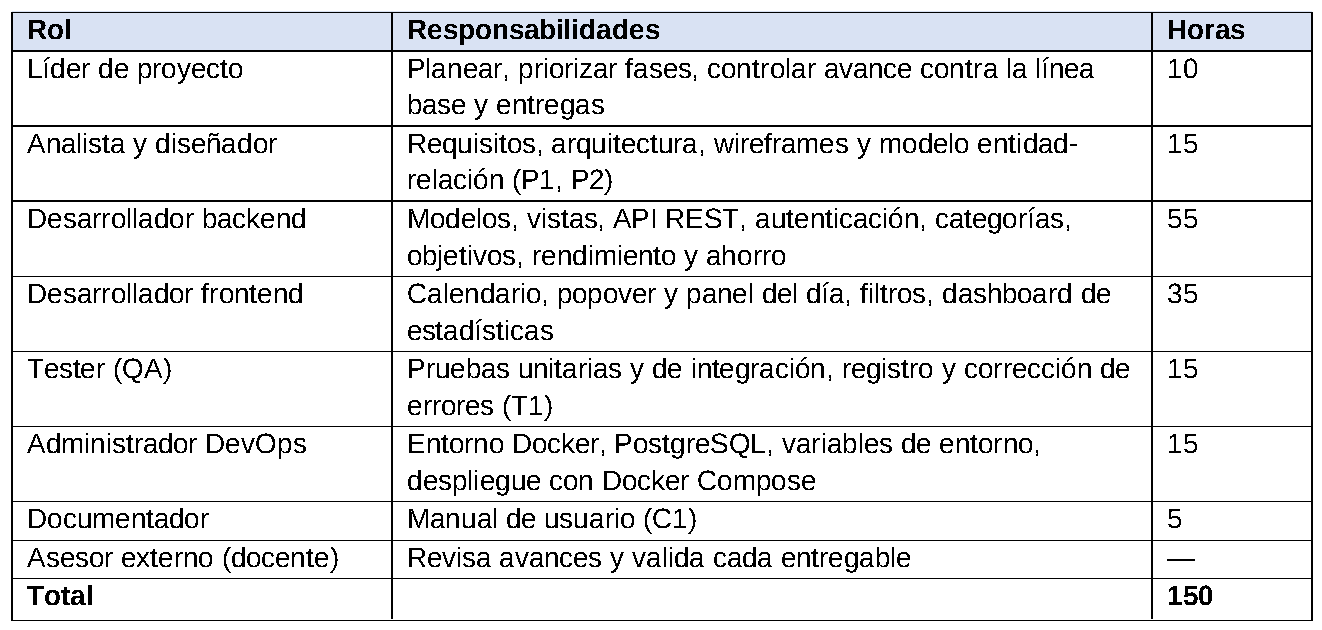 Rol Responsabilidades Horas
Líder de proyecto Planear, priorizar fases, controlar avance contra la línea 10
base y entregas
Analista y diseñador Requisitos, arquitectura, wireframes y modelo entidad- 15
relación (P1, P2)
Desarrollador backend Modelos, vistas, API REST, autenticación, categorías, 55
objetivos, rendimiento y ahorro
Desarrollador frontend Calendario, popover y panel del día, filtros, dashboard de 35
estadísticas
Tester (QA) Pruebas unitarias y de integración, registro y corrección de 15
errores (T1)
Administrador DevOps Entorno Docker, PostgreSQL, variables de entorno, 15
despliegue con Docker Compose
Documentador Manual de usuario (C1) 5
Asesor externo (docente) Revisa avances y valida cada entregable —
Total 150